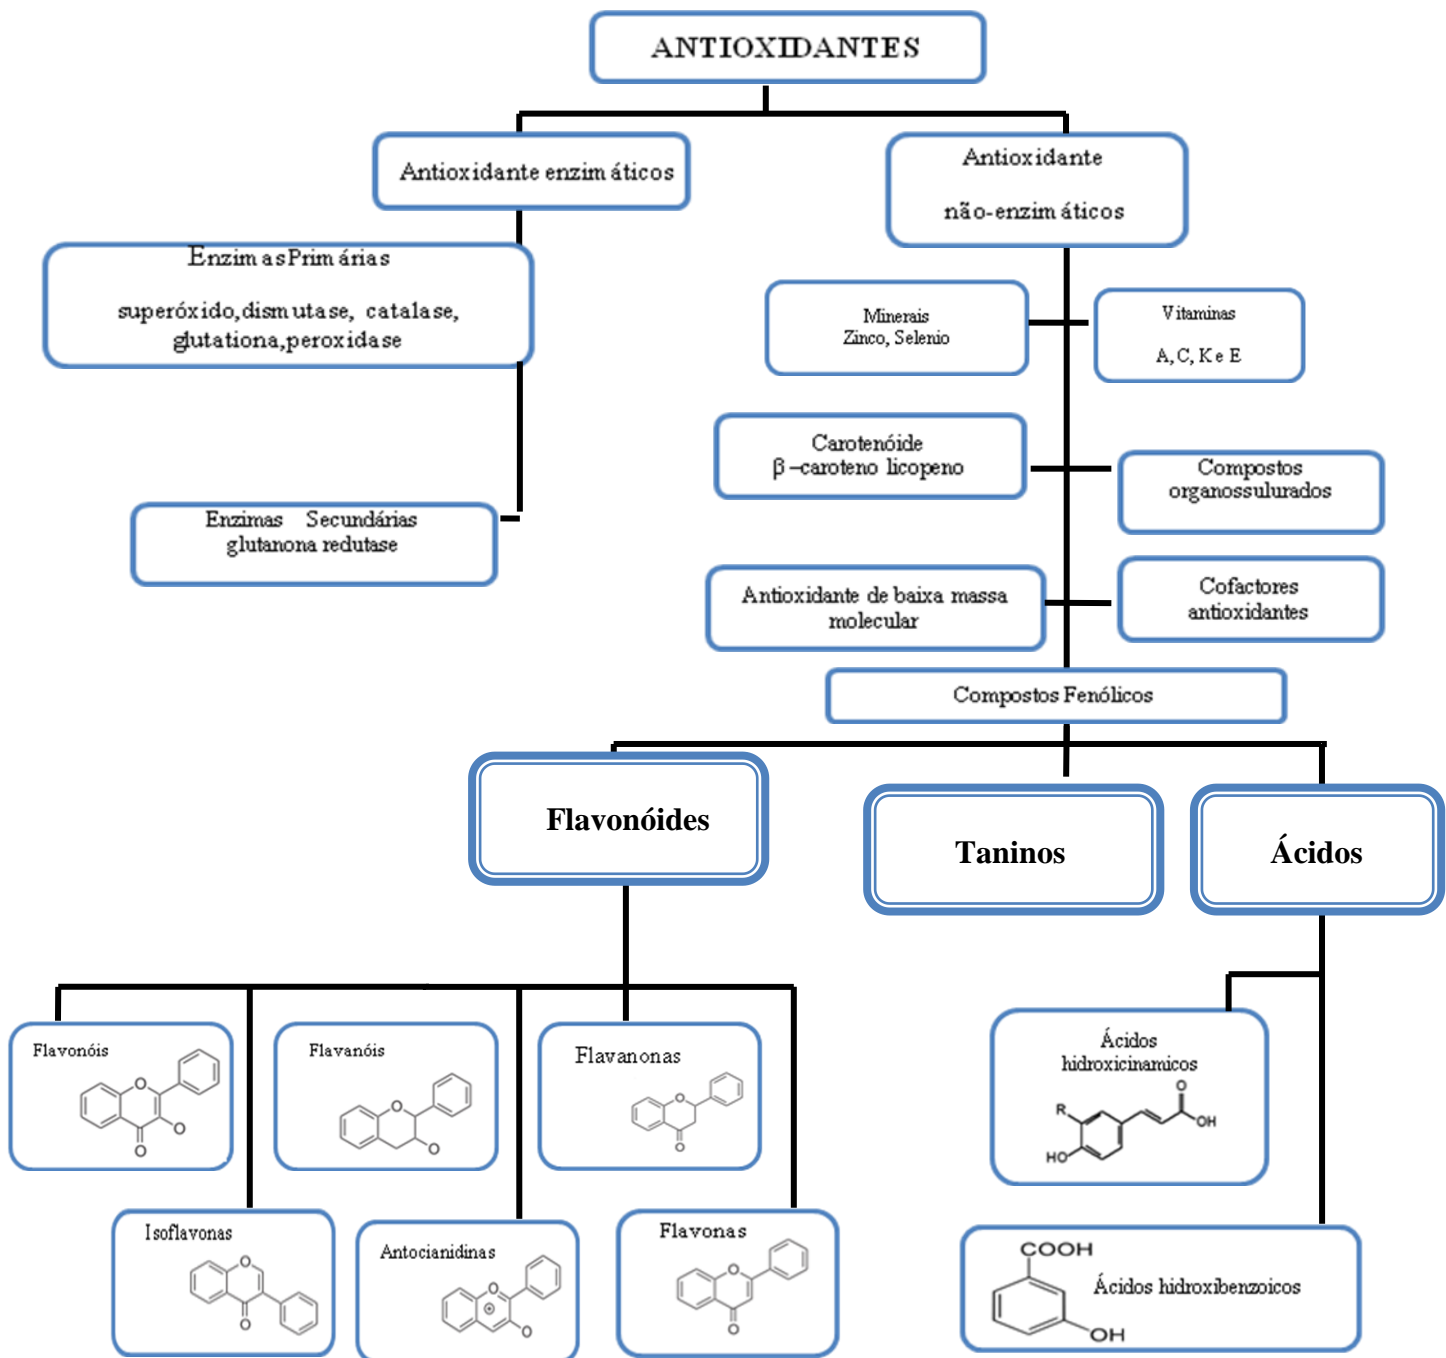 ANTIOXIDANTES
Antioxidante enzimáticos
Antioxidante
não-enzimáticos
Enzimas Primárias
superóxido,dismutase, catalase,
glutationa,peroxidase
Minerais
Zinco, Selenio
Vitaminas
A, C, K e E
Carotenóide
β –caroteno licopeno
Compostos
organossulurados
Enzimas Secundárias
glutanona redutase
Antioxidante de baixa massa
molecular
Cofactores
antioxidantes
Compostos Fenólicos
Flavonóides
Taninos
Ácidos
Flavonóis
O
O
O
Flavanóis
O
O
Flavanonas
O
O
Ácidos
hidroxicinamicos
R
O
OH
HO
Isoflavonas
O
O
Antocianidinas
O
⊕
O
Flavonas
O
O
COOH
Ácidos hidroxibenzoicos
OH